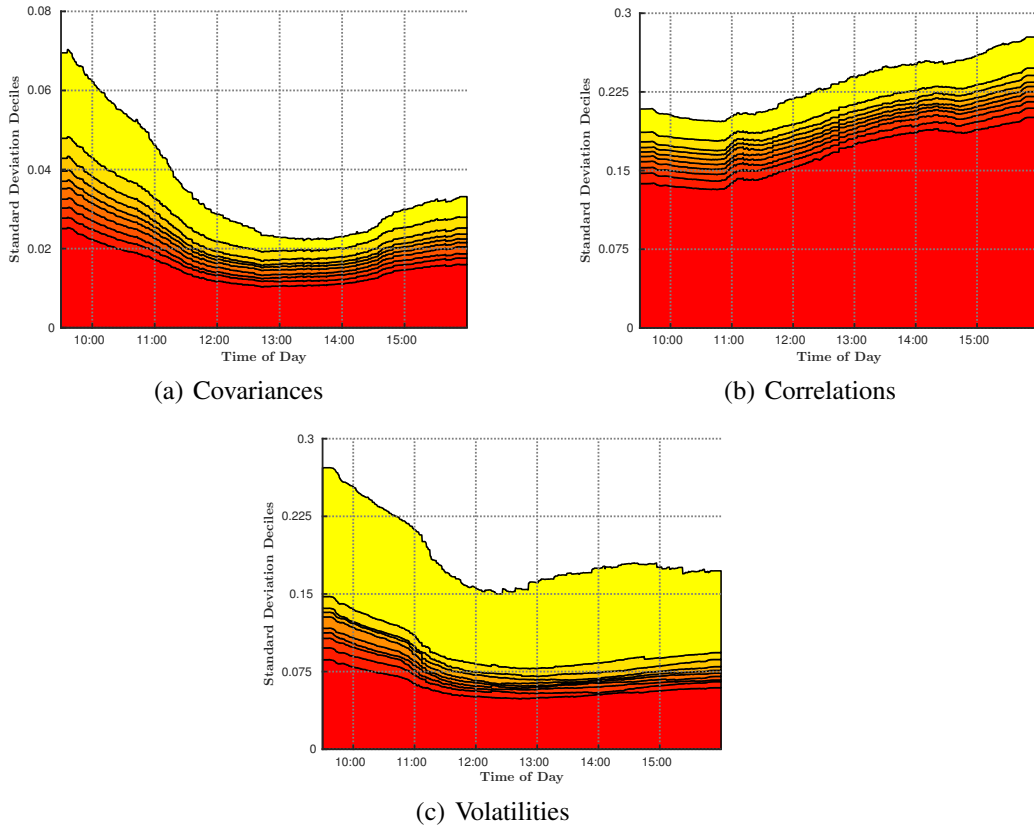 0.08
0.06
0.04
0.02
0
Standard Deviation Deciles
10:00 11:00 12:00 13:00 14:00 15:00
Time of Day
(a) Covariances
0.3
0.225
0.15
0.075
0
Standard Deviation Deciles
10:00 11:00 12:00 13:00 14:00 15:00
Time of Day
(b) Correlations
0.3
0.225
0.15
0.075
0
Standard Deviation Deciles
10:00 11:00 12:00 13:00 14:00 15:00
Time of Day
(c) Volatilities